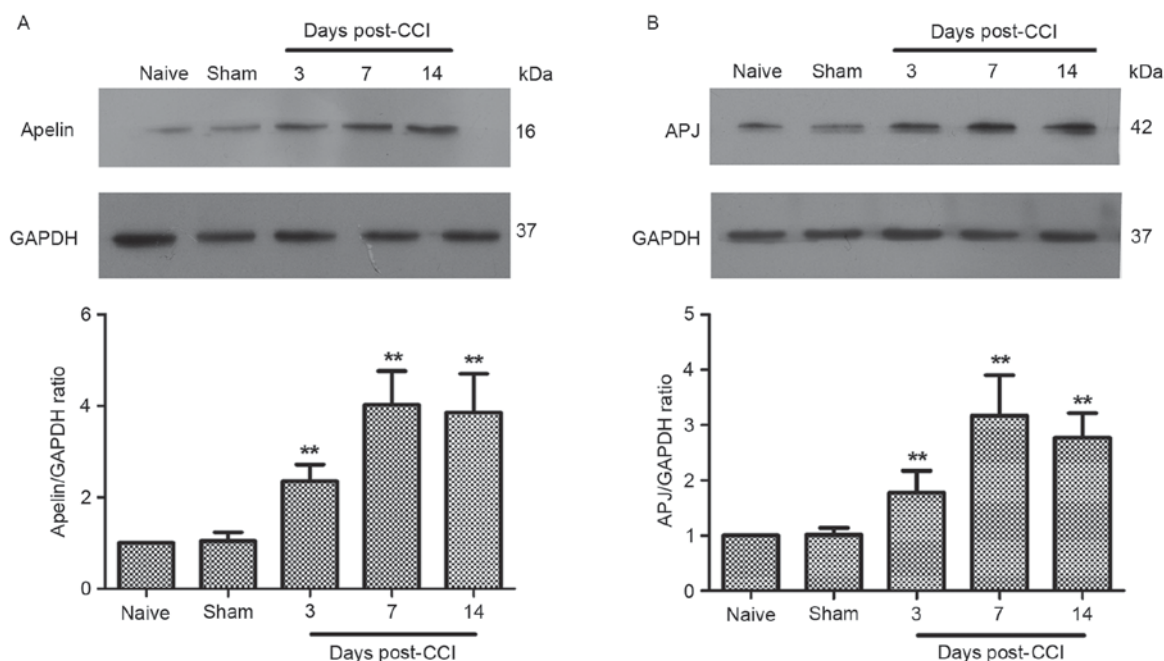 A
Days post-CCI
Naive Sham 3 7 14 kDa
Apelin 16
GAPDH 37
6
4
2
0
Apelin/GAPDH ratio
** ** **
Naive Sham 3 7 14
Days post-CCI
B
Days post-CCI
Naive Sham 3 7 14 kDa
APJ 42
GAPDH 37
5
4
3
2
1
0
APJ/GAPDH ratio
** ** **
Naive Sham 3 7 14
Days post-CCI